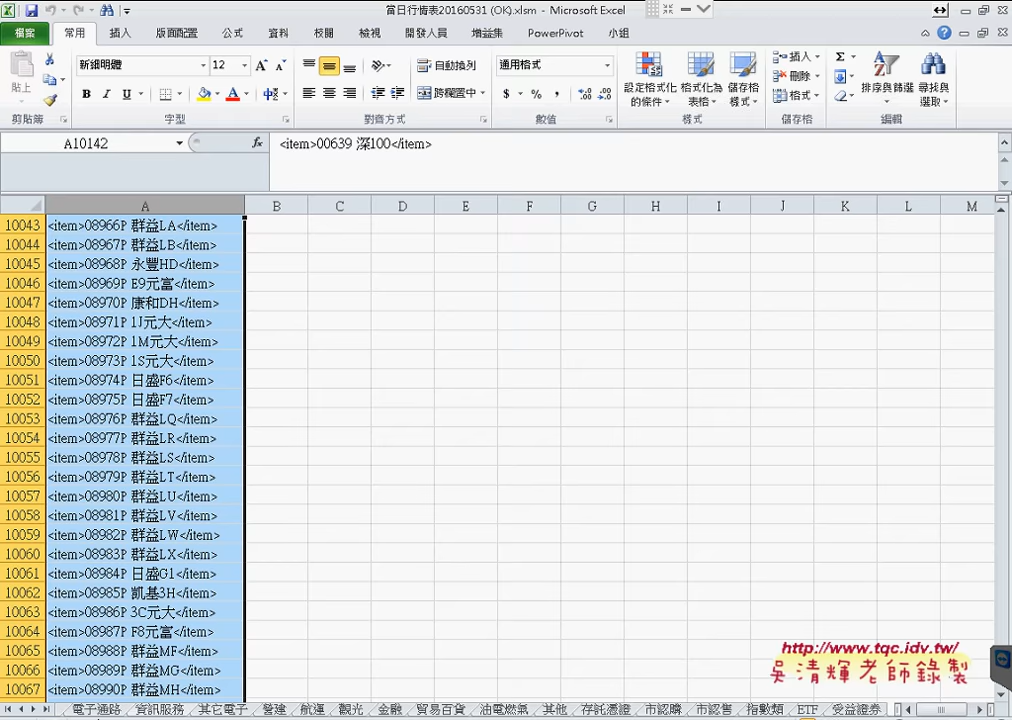 當日行情表20160531 (OK).xlsm - Microsoft Excel
檔案 常用 插入 版面配置 公式 資料 校閱 檢視 開發人員 增益集 PowerPivot 小組
貼上 新細明體 12 自動換列 通用格式 設定格式化的條件 格式化為表格 儲存格樣式 插入 刪除 格式 排序與篩選 尋找與選取
B I U 跨欄置中 $ % ,
剪貼簿 字型 對齊方式 數值 樣式 儲存格 編輯
A10142 fx <item>00639 深100</item>
A B C D E F G H I J K L M
10043 <item>08966P 群益LA</item>
10044 <item>08967P 群益LB</item>
10045 <item>08968P 永豐HD</item>
10046 <item>08969P E9元富</item>
10047 <item>08970P 康和DH</item>
10048 <item>08971P 1J元大</item>
10049 <item>08972P 1M元大</item>
10050 <item>08973P 1S元大</item>
10051 <item>08974P 日盛F6</item>
10052 <item>08975P 日盛F7</item>
10053 <item>08976P 群益LQ</item>
10054 <item>08977P 群益LR</item>
10055 <item>08978P 群益LS</item>
10056 <item>08979P 群益LT</item>
10057 <item>08980P 群益LU</item>
10058 <item>08981P 群益LV</item>
10059 <item>08982P 群益LW</item>
10060 <item>08983P 群益LX</item>
10061 <item>08984P 日盛G1</item>
10062 <item>08985P 凱基3H</item>
10063 <item>08986P 3C元大</item>
10064 <item>08987P F8元富</item>
10065 <item>08988P 群益MF</item>
10066 <item>08989P 群益MG</item>
10067 <item>08990P 群益MH</item>
http://www.tqc.idv.tw/
吳清輝老師錄製
電子通路 資訊服務 其它電子 營建 航運 觀光 金融 貿易百貨 油電燃氣 其他 存託憑證 市認購 市認售 指數類 ETF 受益證券